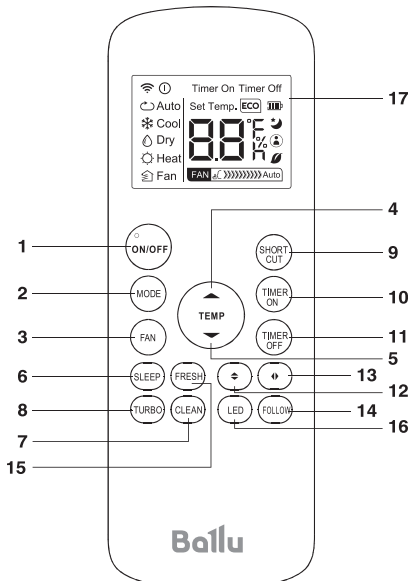 Timer On Timer Off
Auto Set Temp. ECO
17
Cool
88 °F % h
Dry
Heat
Fan FAN Auto
4
1 ON/OFF SHORT CUT 9
2 MODE TEMP TIMER ON 10
3 FAN TIMER OFF 11
5
6 SLEEP FRESH 13
12
8 TURBO CLEAN LED FOLLOW 14
7 16
15
Ballu